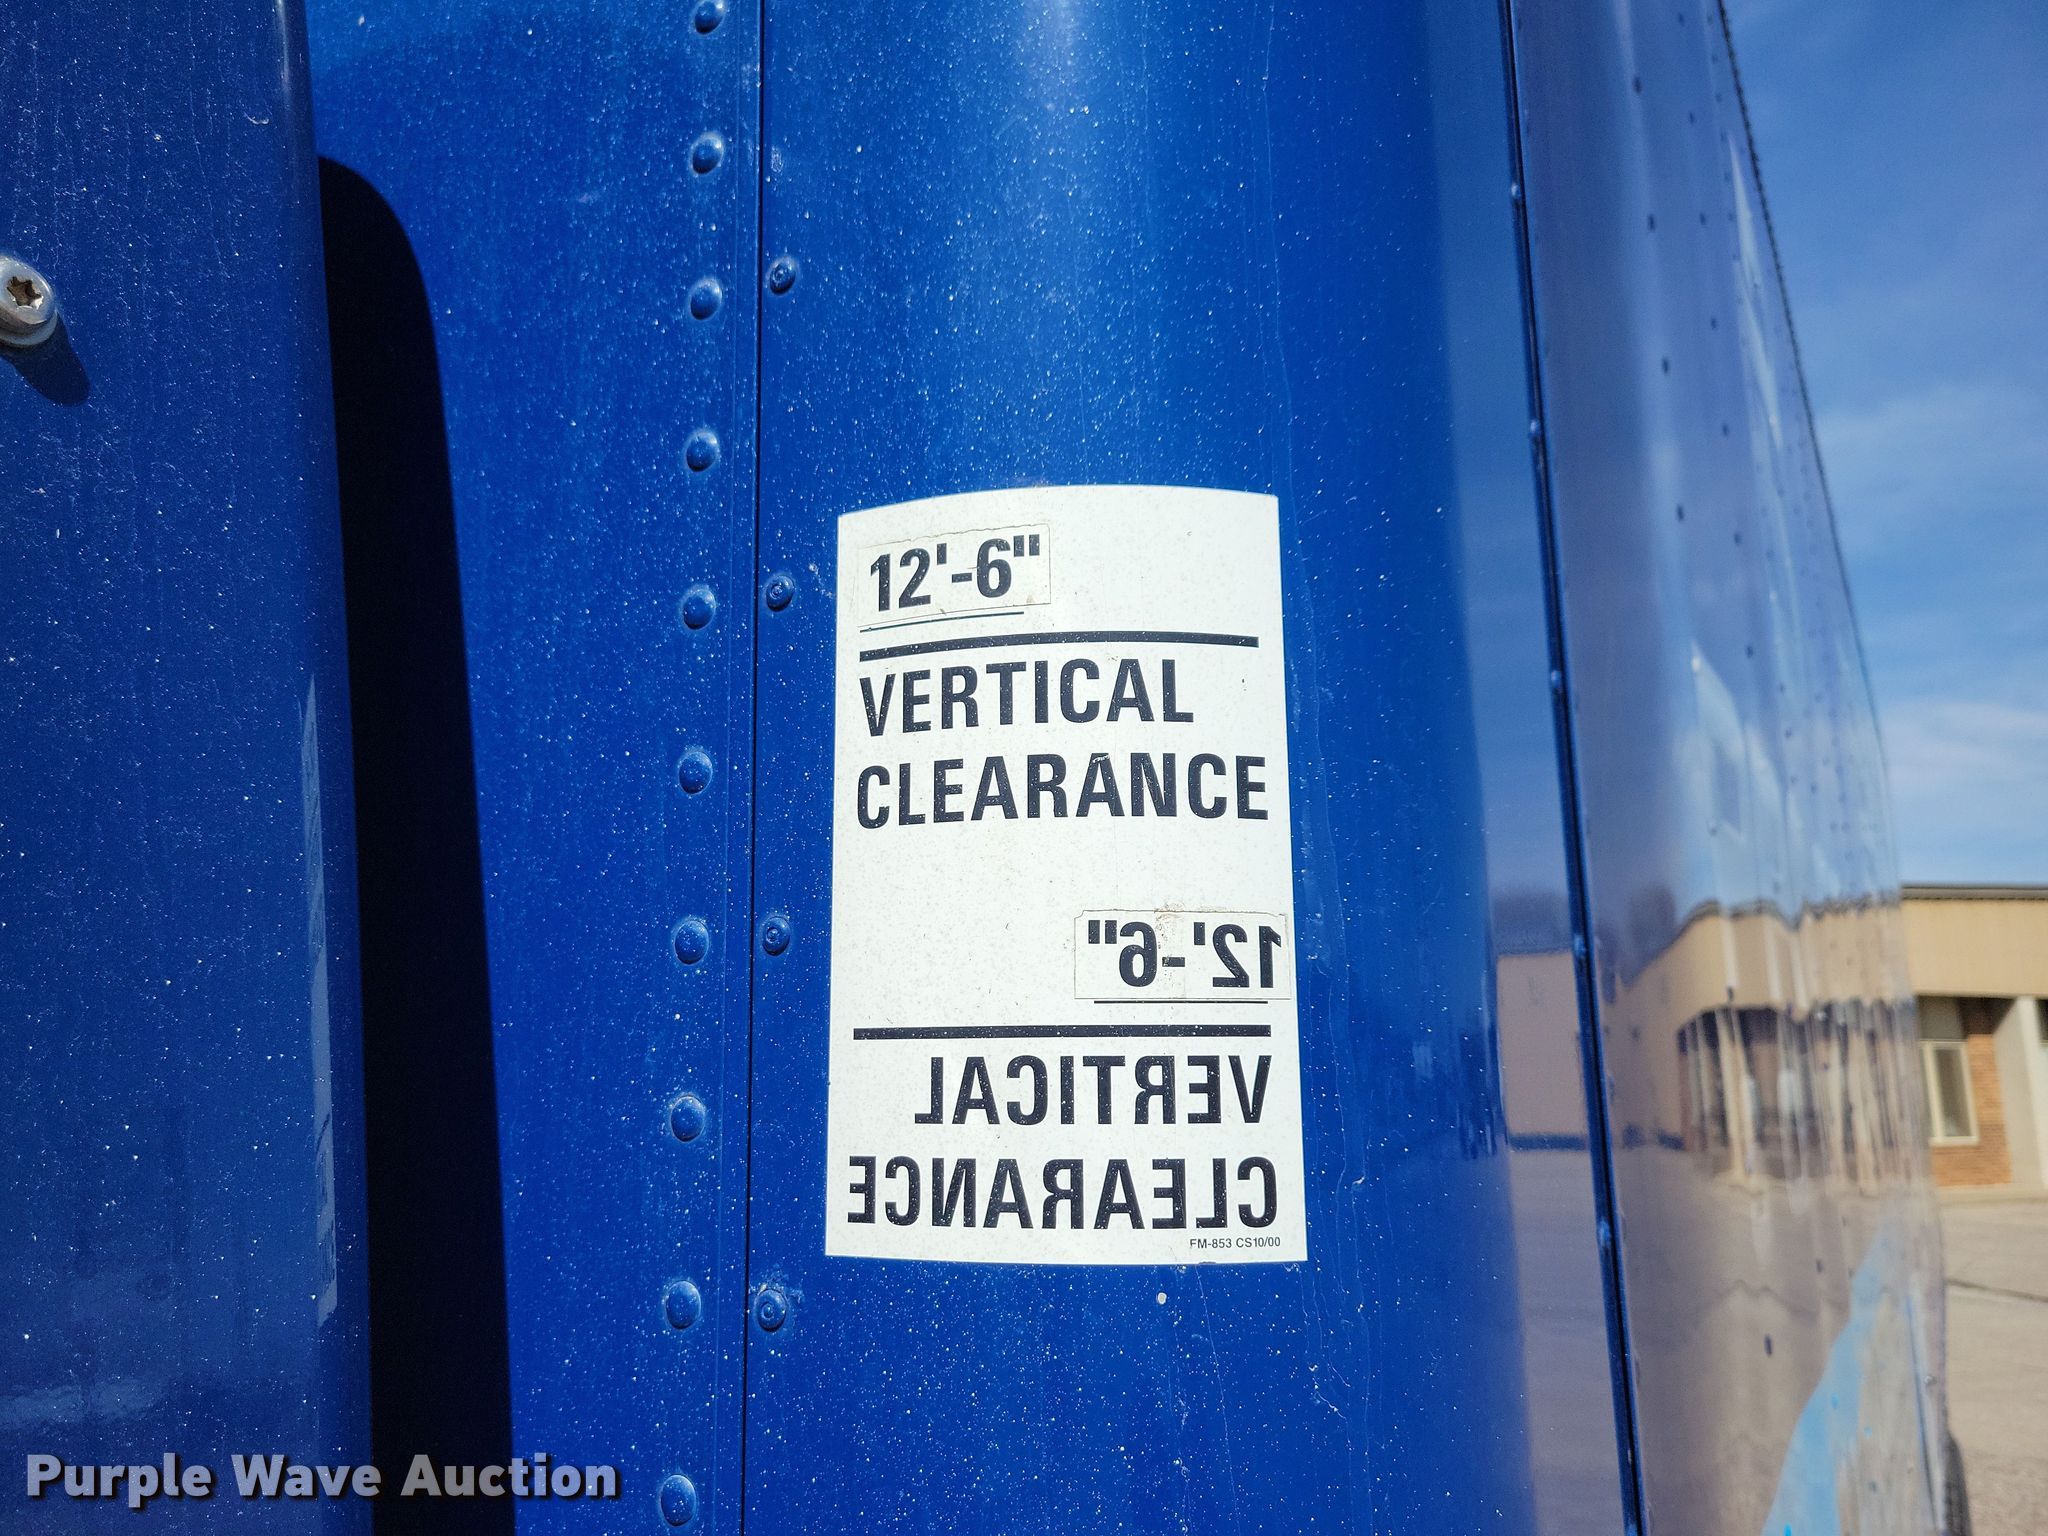 12'-6"
VERTICAL
CLEARANCE
12'-6"
VERTICAL
CLEARANCE
FM-853 CS10/00
Purple Wave Auction